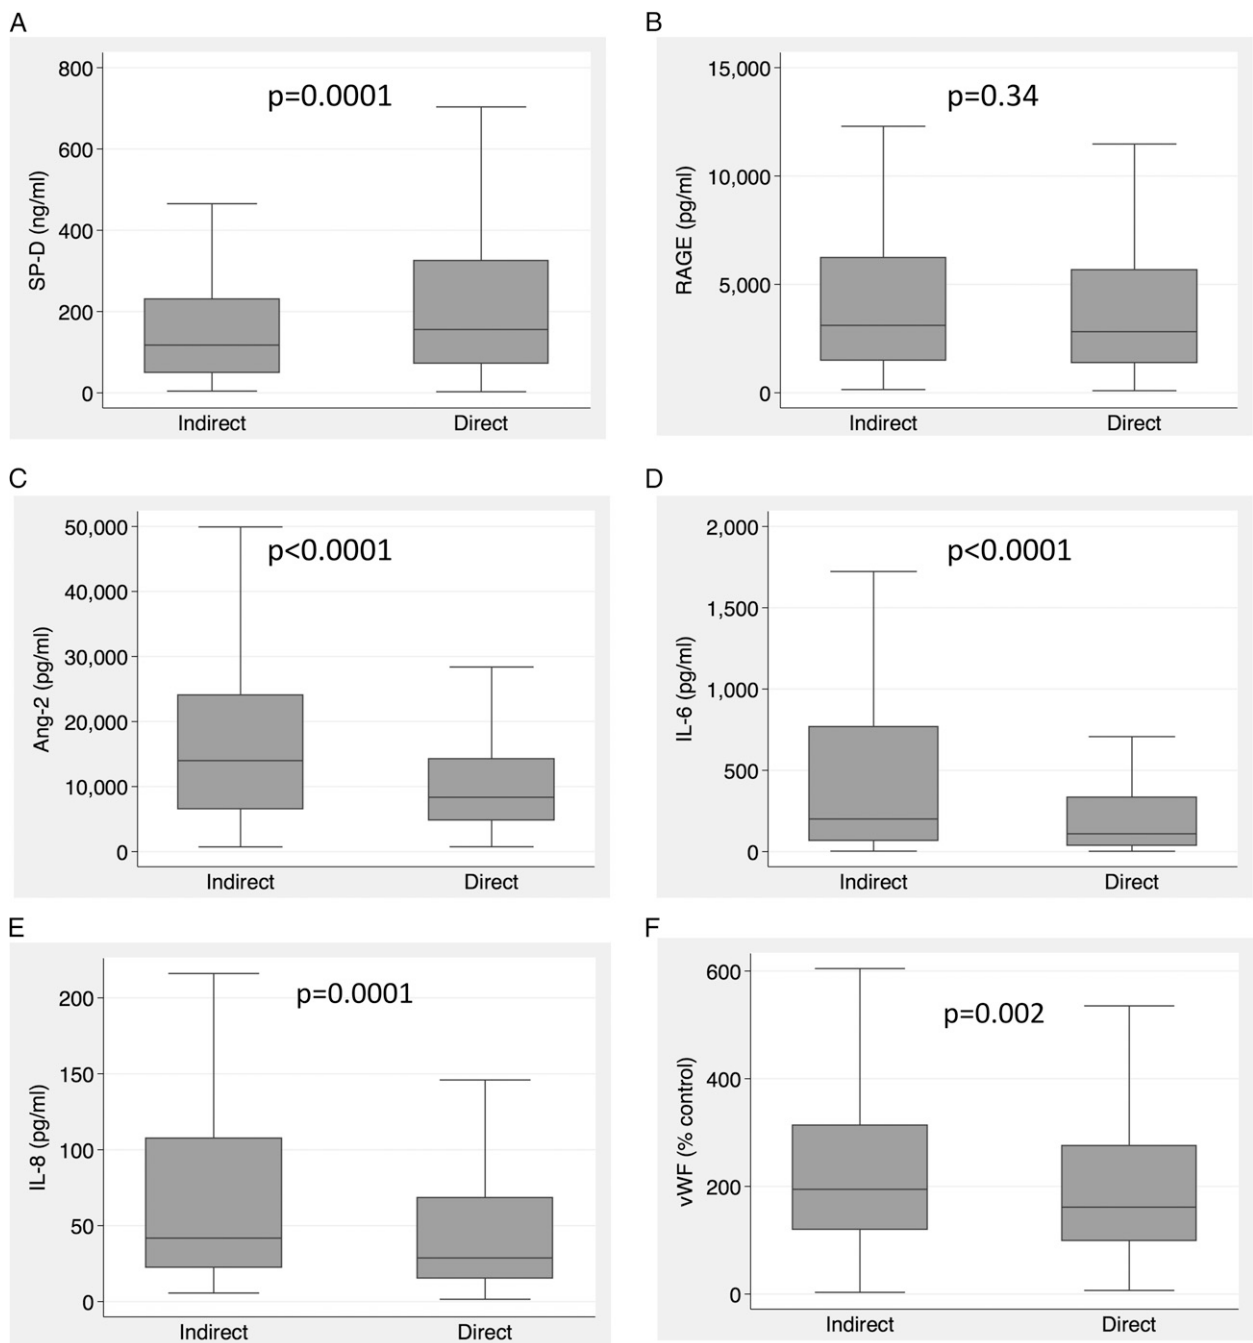 A
SP-D (ng/ml)
800
600
400
200
0
p=0.0001
Indirect Direct
B
RAGE (pg/ml)
15,000
10,000
5,000
0
p=0.34
Indirect Direct
C
Ang-2 (pg/ml)
50,000
40,000
30,000
20,000
10,000
0
p<0.0001
Indirect Direct
D
IL-6 (pg/ml)
2,000
1,500
1,000
500
0
p<0.0001
Indirect Direct
E
IL-8 (pg/ml)
200
150
100
50
0
p=0.0001
Indirect Direct
F
vWF (% control)
600
400
200
0
p=0.002
Indirect Direct